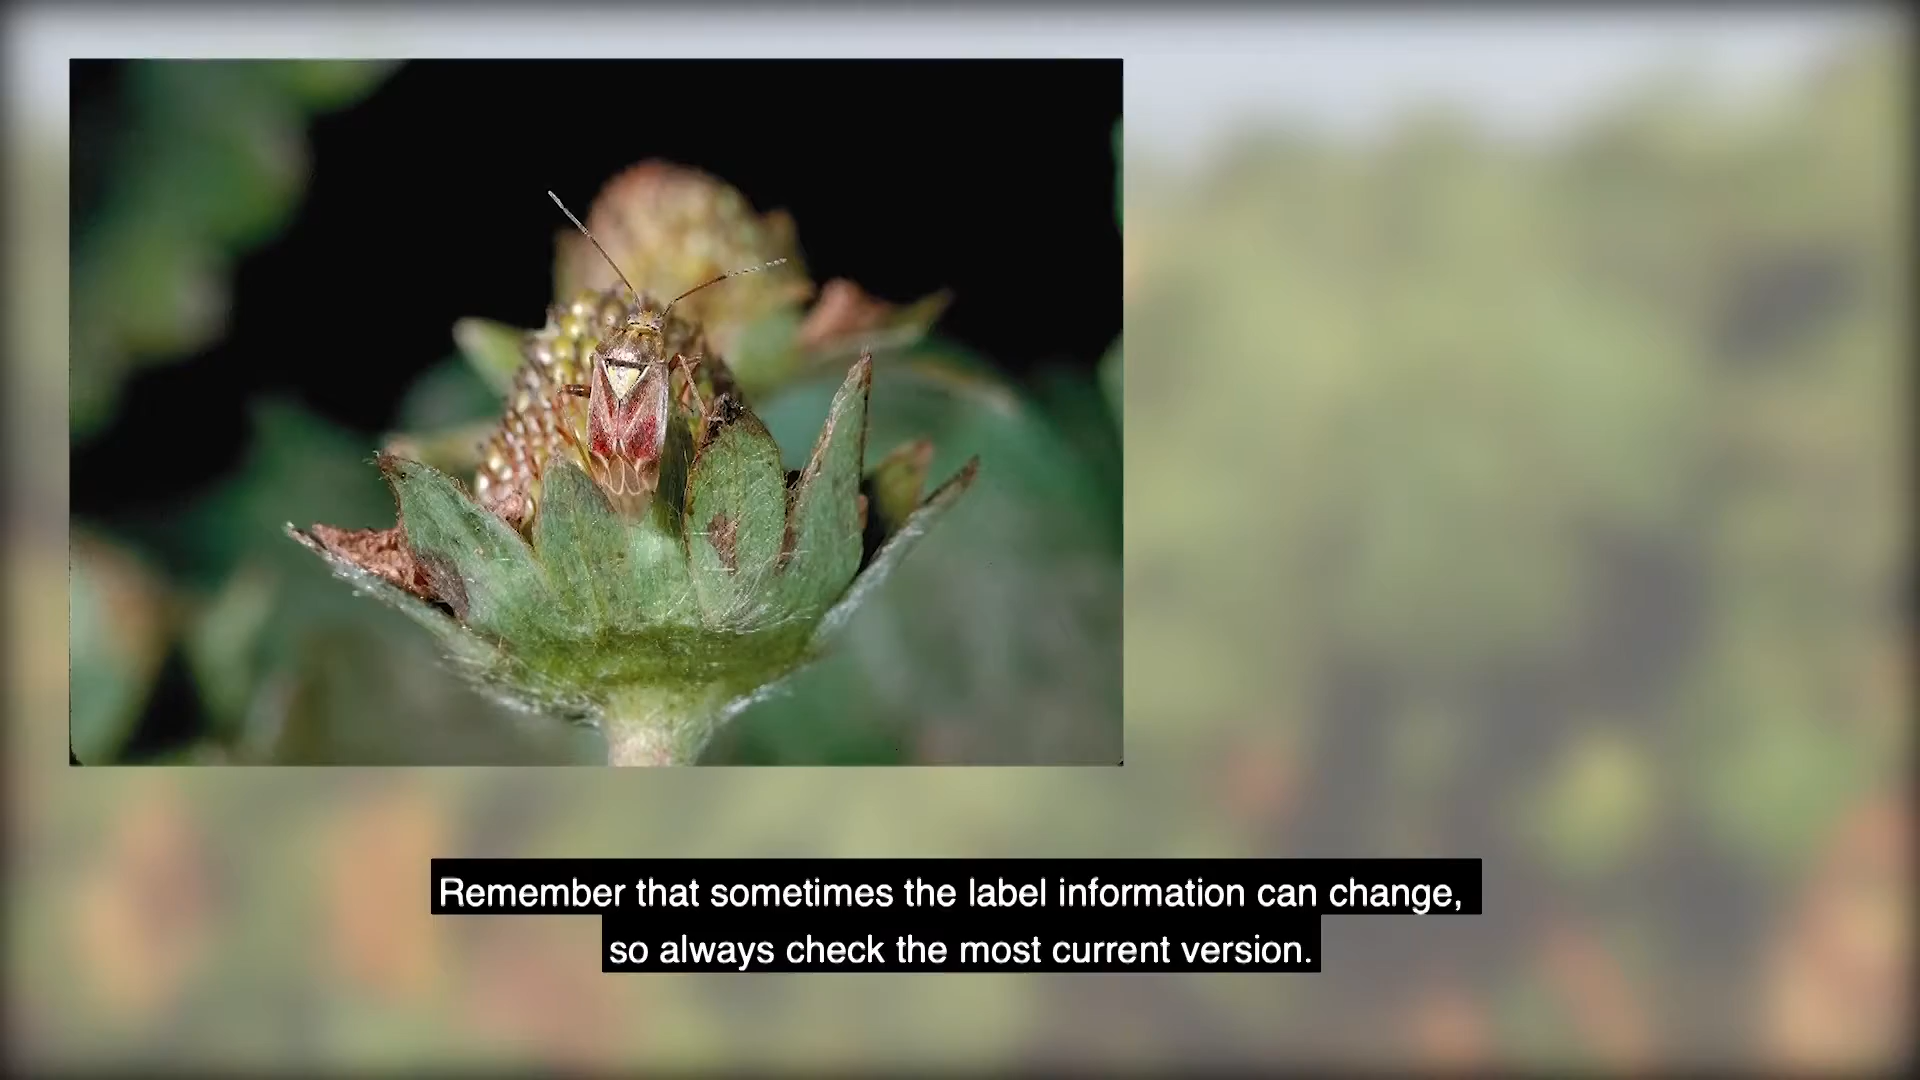 Remember that sometimes the label information can change,
so always check the most current version.